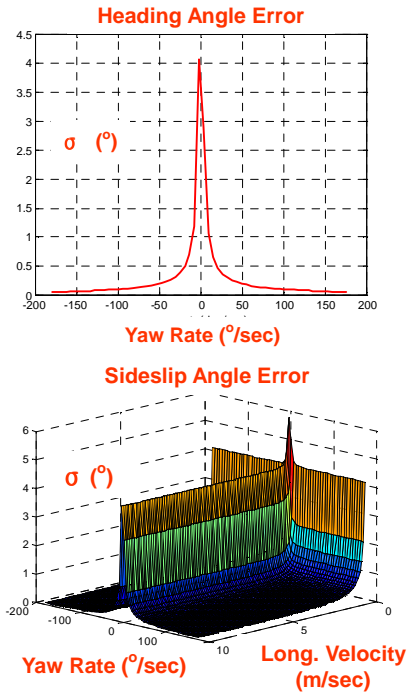 Heading Angle Error
4.5
4
3.5
3
2.5
2
1.5
1
0.5
0
σ (°)
-200 -150 -100 -50 0 50 100 150 200
Yaw Rate (°/sec)
Sideslip Angle Error
6
5
4
3
2
1
0
σ (°)
-200
-100
0
100
10
5
0
Yaw Rate (°/sec)
Long. Velocity
(m/sec)